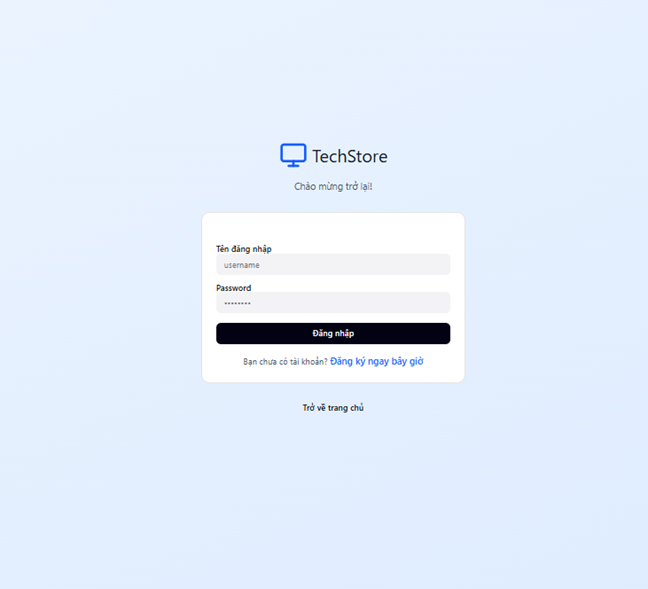 TechStore
Chào mừng trở lại!
Tên đăng nhập
username
Password
••••••••
Đăng nhập
Bạn chưa có tài khoản? Đăng ký ngay bây giờ
Trở về trang chủ